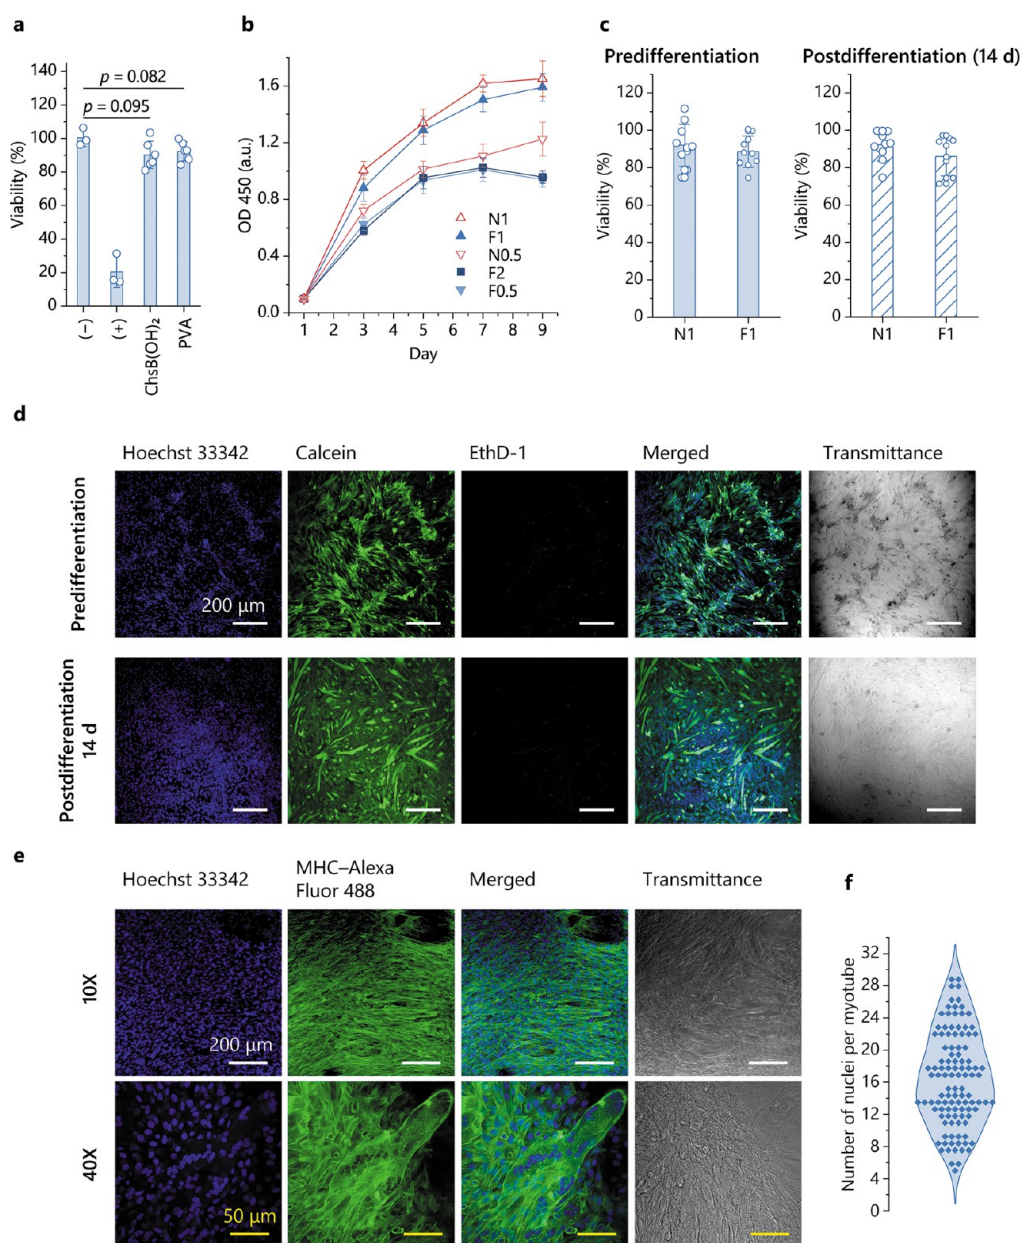 a
Viability (%)
140
120
100
80
60
40
20
0
p = 0.082
p = 0.095
(−)
(+)
ChsB(OH)₂
PVA
b
OD 450 (a.u.)
1.6
1.2
0.8
0.4
0.0
N1
F1
N0.5
F2
F0.5
1 2 3 4 5 6 7 8 9
Day
c
Predifferentiation
Viability (%)
120
100
80
60
40
20
0
N1 F1
Postdifferentiation (14 d)
Viability (%)
120
100
80
60
40
20
0
N1 F1
d
Hoechst 33342 Calcein EthD-1 Merged Transmittance
Predifferentiation
200 μm
Postdifferentiation
14 d
e
Hoechst 33342 MHC–Alexa Fluor 488 Merged Transmittance
10X
200 μm
40X
50 μm
f
Number of nuclei per myotube
32
28
24
20
16
12
8
4
0